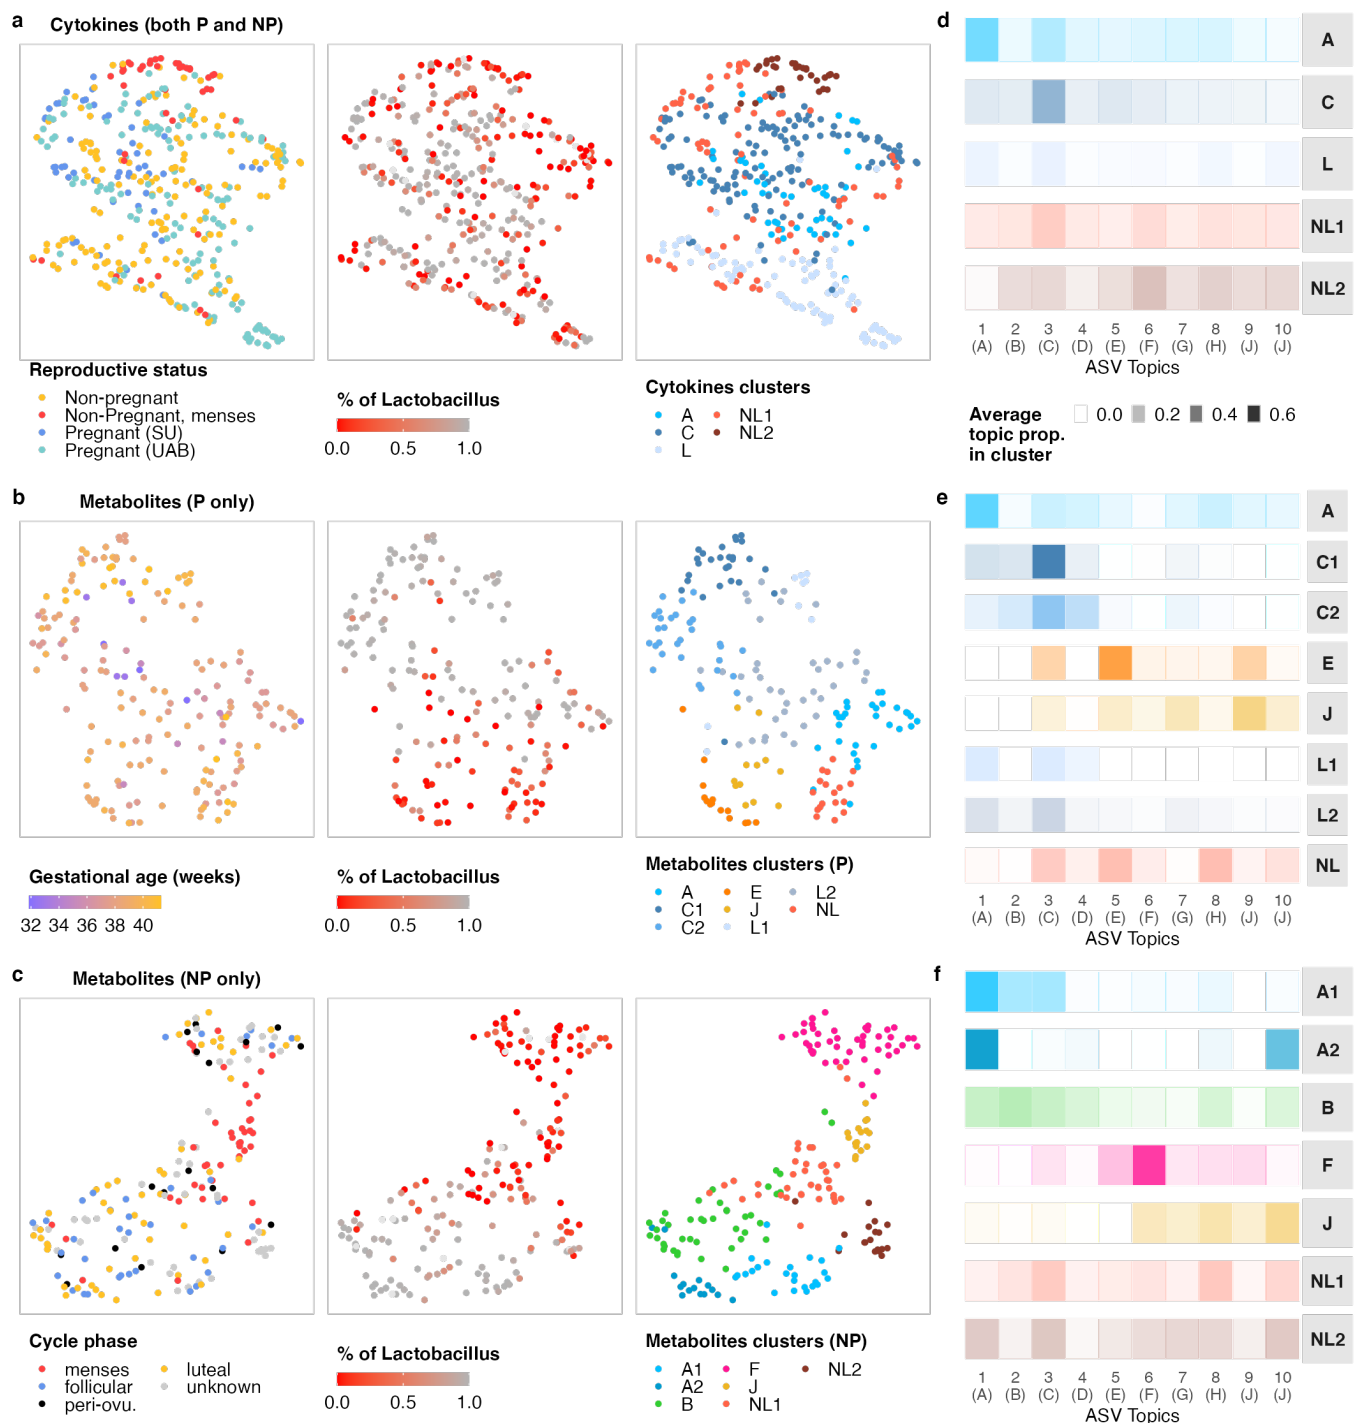 a
Cytokines (both P and NP)
Reproductive status
Non-pregnant
Non-Pregnant, menses
Pregnant (SU)
Pregnant (UAB)
% of Lactobacillus
0.0 0.5 1.0
Cytokines clusters
A NL1
C NL2
L
d
A
C
L
NL1
NL2
1 2 3 4 5 6 7 8 9 10
(A) (B) (C) (D) (E) (F) (G) (H) (J) (J)
ASV Topics
Average
topic prop.
in cluster
0.0 0.2 0.4 0.6
b
Metabolites (P only)
Gestational age (weeks)
32 34 36 38 40
% of Lactobacillus
0.0 0.5 1.0
Metabolites clusters (P)
A E L2
C1 J NL
C2 L1
e
A
C1
C2
E
J
L1
L2
NL
1 2 3 4 5 6 7 8 9 10
(A) (B) (C) (D) (E) (F) (G) (H) (J) (J)
ASV Topics
c
Metabolites (NP only)
Cycle phase
menses luteal
follicular unknown
peri-ovu.
% of Lactobacillus
0.0 0.5 1.0
Metabolites clusters (NP)
A1 F NL2
A2 J
B NL1
f
A1
A2
B
F
J
NL1
NL2
1 2 3 4 5 6 7 8 9 10
(A) (B) (C) (D) (E) (F) (G) (H) (J) (J)
ASV Topics